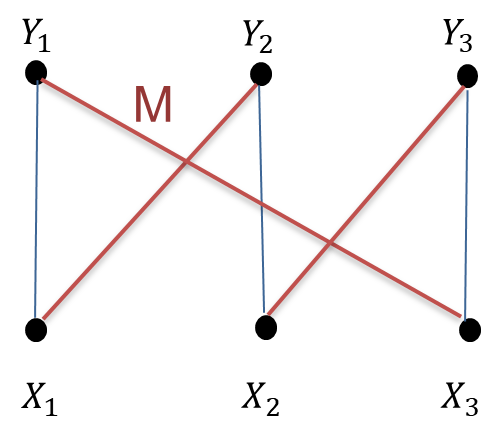 Y₁ Y₂ Y₃
M
X₁ X₂ X₃